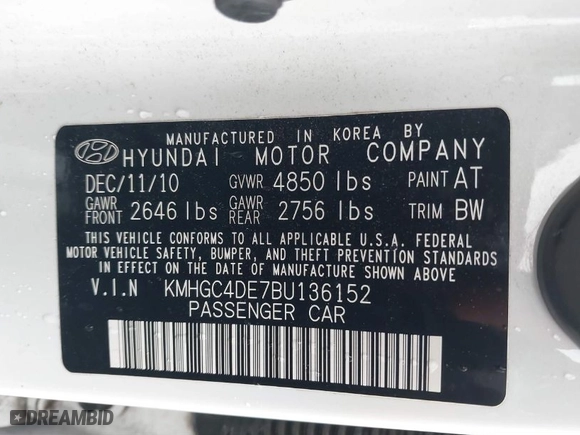 MANUFACTURED IN KOREA BY
HYUNDAI MOTOR COMPANY
DEC/11/10 GVWR 4850 lbs PAINT AT
GAWR FRONT 2646 lbs GAWR REAR 2756 lbs TRIM BW
THIS VEHICLE CONFORMS TO ALL APPLICABLE U.S.A. FEDERAL
MOTOR VEHICLE SAFETY, BUMPER, AND THEFT PREVENTION STANDARDS
IN EFFECT ON THE DATE OF MANUFACTURE SHOWN ABOVE.
V.I.N KMHGC4DE7BU136152
PASSENGER CAR
DREAMBID